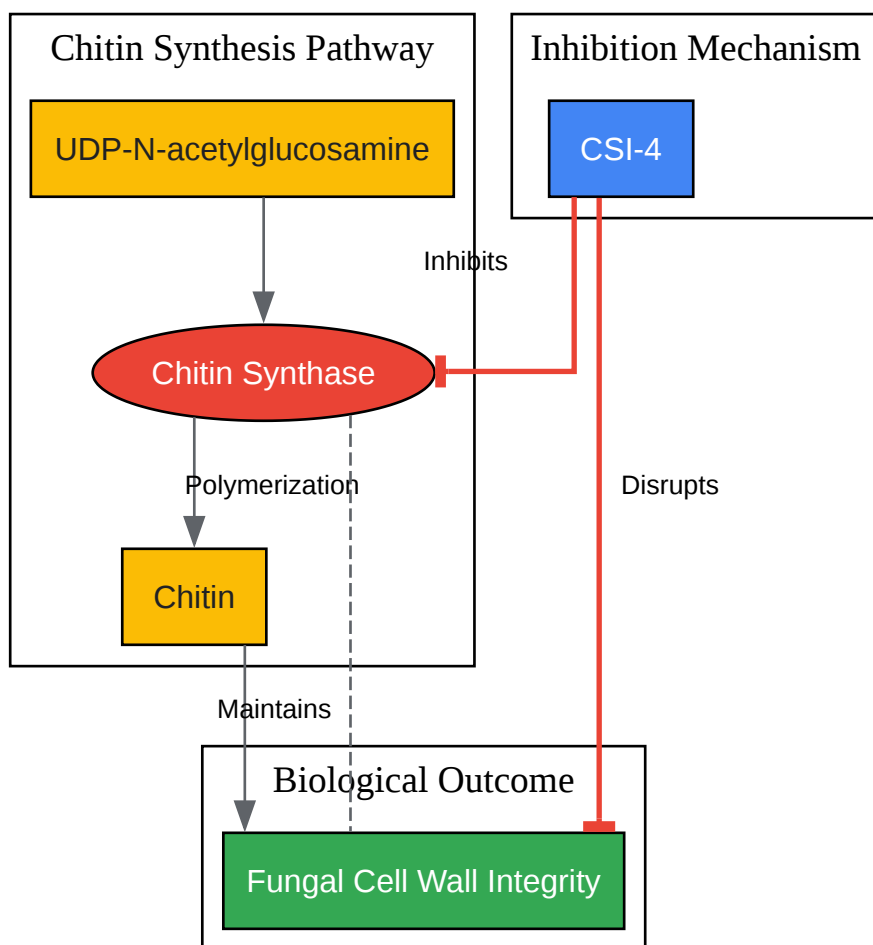 Chitin Synthesis Pathway
Inhibition Mechanism
UDP-N-acetylglucosamine
CSI-4
Inhibits
Chitin Synthase
Polymerization
Disrupts
Chitin
Maintains
Biological Outcome
Fungal Cell Wall Integrity